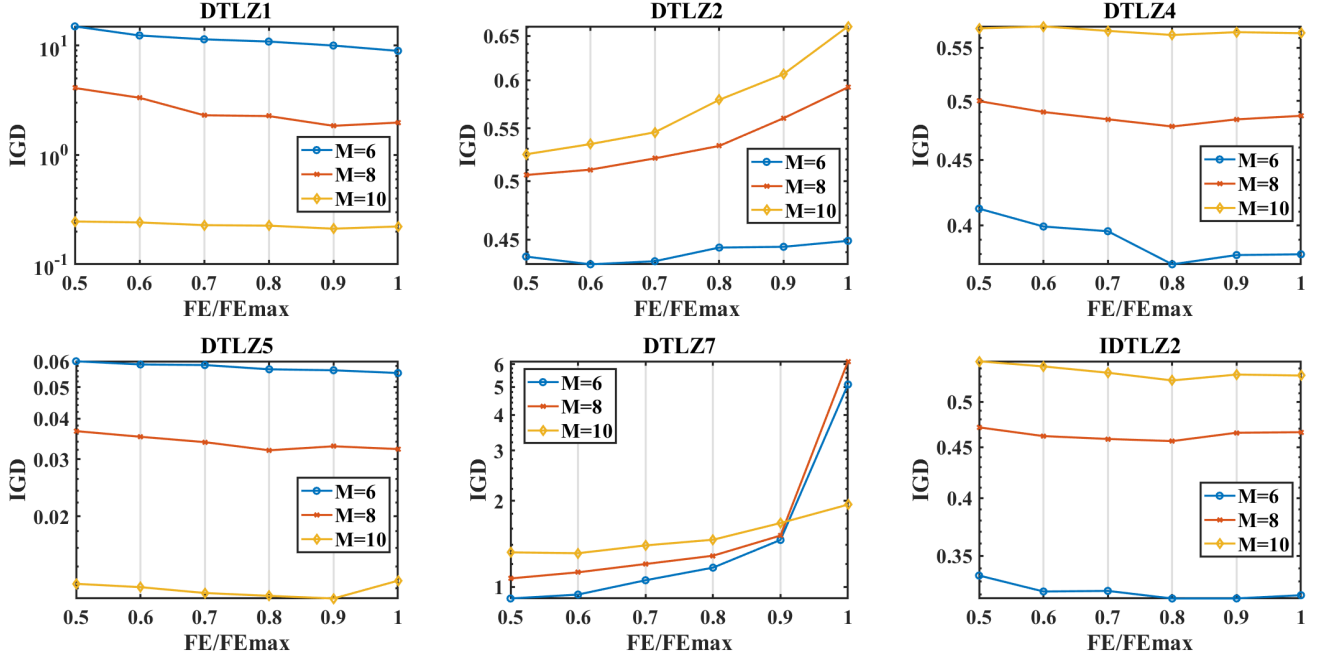 DTLZ1
IGD
10^1
10^0
10^-1
M=6
M=8
M=10
0.5 0.6 0.7 0.8 0.9 1
FE/FEmax
DTLZ2
IGD
0.65
0.6
0.55
0.5
0.45
M=6
M=8
M=10
0.5 0.6 0.7 0.8 0.9 1
FE/FEmax
DTLZ4
IGD
0.55
0.5
0.45
0.4
M=6
M=8
M=10
0.5 0.6 0.7 0.8 0.9 1
FE/FEmax
DTLZ5
IGD
0.06
0.05
0.04
0.03
0.02
M=6
M=8
M=10
0.5 0.6 0.7 0.8 0.9 1
FE/FEmax
DTLZ7
IGD
6
5
4
3
2
1
M=6
M=8
M=10
0.5 0.6 0.7 0.8 0.9 1
FE/FEmax
IDTLZ2
IGD
0.5
0.45
0.4
0.35
M=6
M=8
M=10
0.5 0.6 0.7 0.8 0.9 1
FE/FEmax